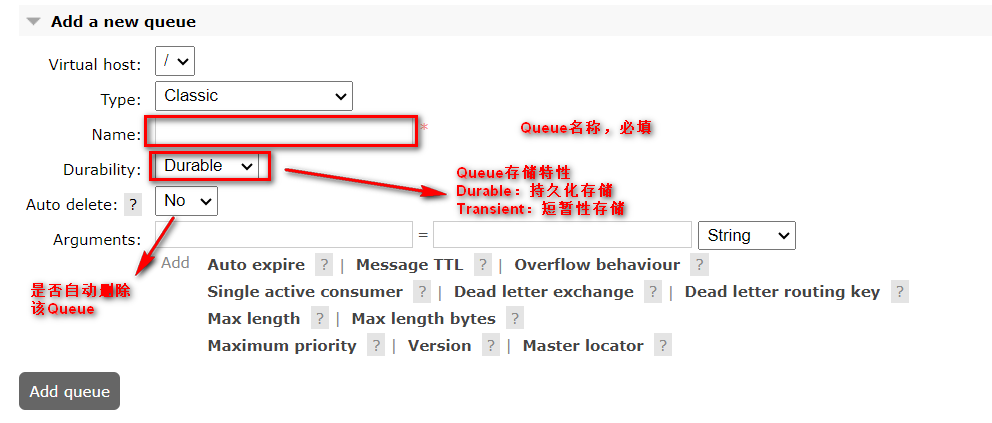 Add a new queue
Virtual host: /
Type: Classic
Name: *
Queue名称，必填
Durability: Durable
Queue存储特性
Durable：持久化存储
Transient：短暂性存储
Auto delete: ? No
Arguments: = String
是否自动删除
该Queue
Add Auto expire ? | Message TTL ? | Overflow behaviour ?
Single active consumer ? | Dead letter exchange ? | Dead letter routing key ?
Max length ? | Max length bytes ?
Maximum priority ? | Version ? | Master locator ?
Add queue